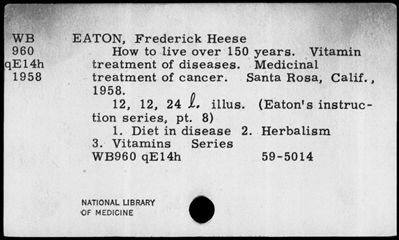 WB EATON, Frederick Heese
960 How to live over 150 years. Vitamin
qE14h treatment of diseases. Medicinal
1958 treatment of cancer. Santa Rosa, Calif.,
1958.
12, 12, 24 l. illus. (Eaton's instruc-
tion series, pt. 8)
1. Diet in disease 2. Herbalism
3. Vitamins Series
WB960 qE14h 59-5014
NATIONAL LIBRARY
OF MEDICINE